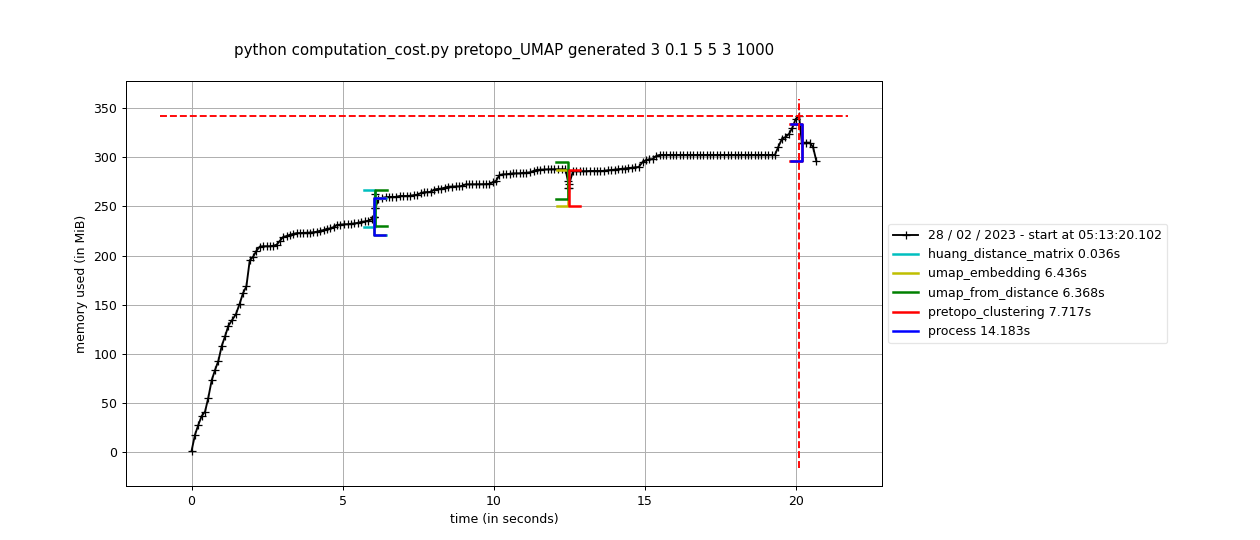 python computation_cost.py pretopo_UMAP generated 3 0.1 5 5 3 1000
memory used (in MiB)
350
300
250
200
150
100
50
0
0 5 10 15 20
time (in seconds)
28 / 02 / 2023 - start at 05:13:20.102
huang_distance_matrix 0.036s
umap_embedding 6.436s
umap_from_distance 6.368s
pretopo_clustering 7.717s
process 14.183s